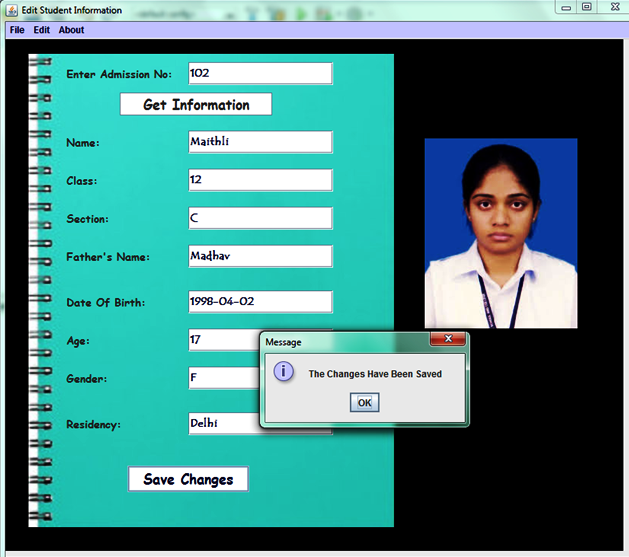 Edit Student Information
File Edit About
Enter Admission No: 102
Get Information
Name: Maithli
Class: 12
Section: C
Father's Name: Madhav
Date Of Birth: 1998-04-02
Age: 17
Message
The Changes Have Been Saved
OK
Gender: F
Residency: Delhi
Save Changes